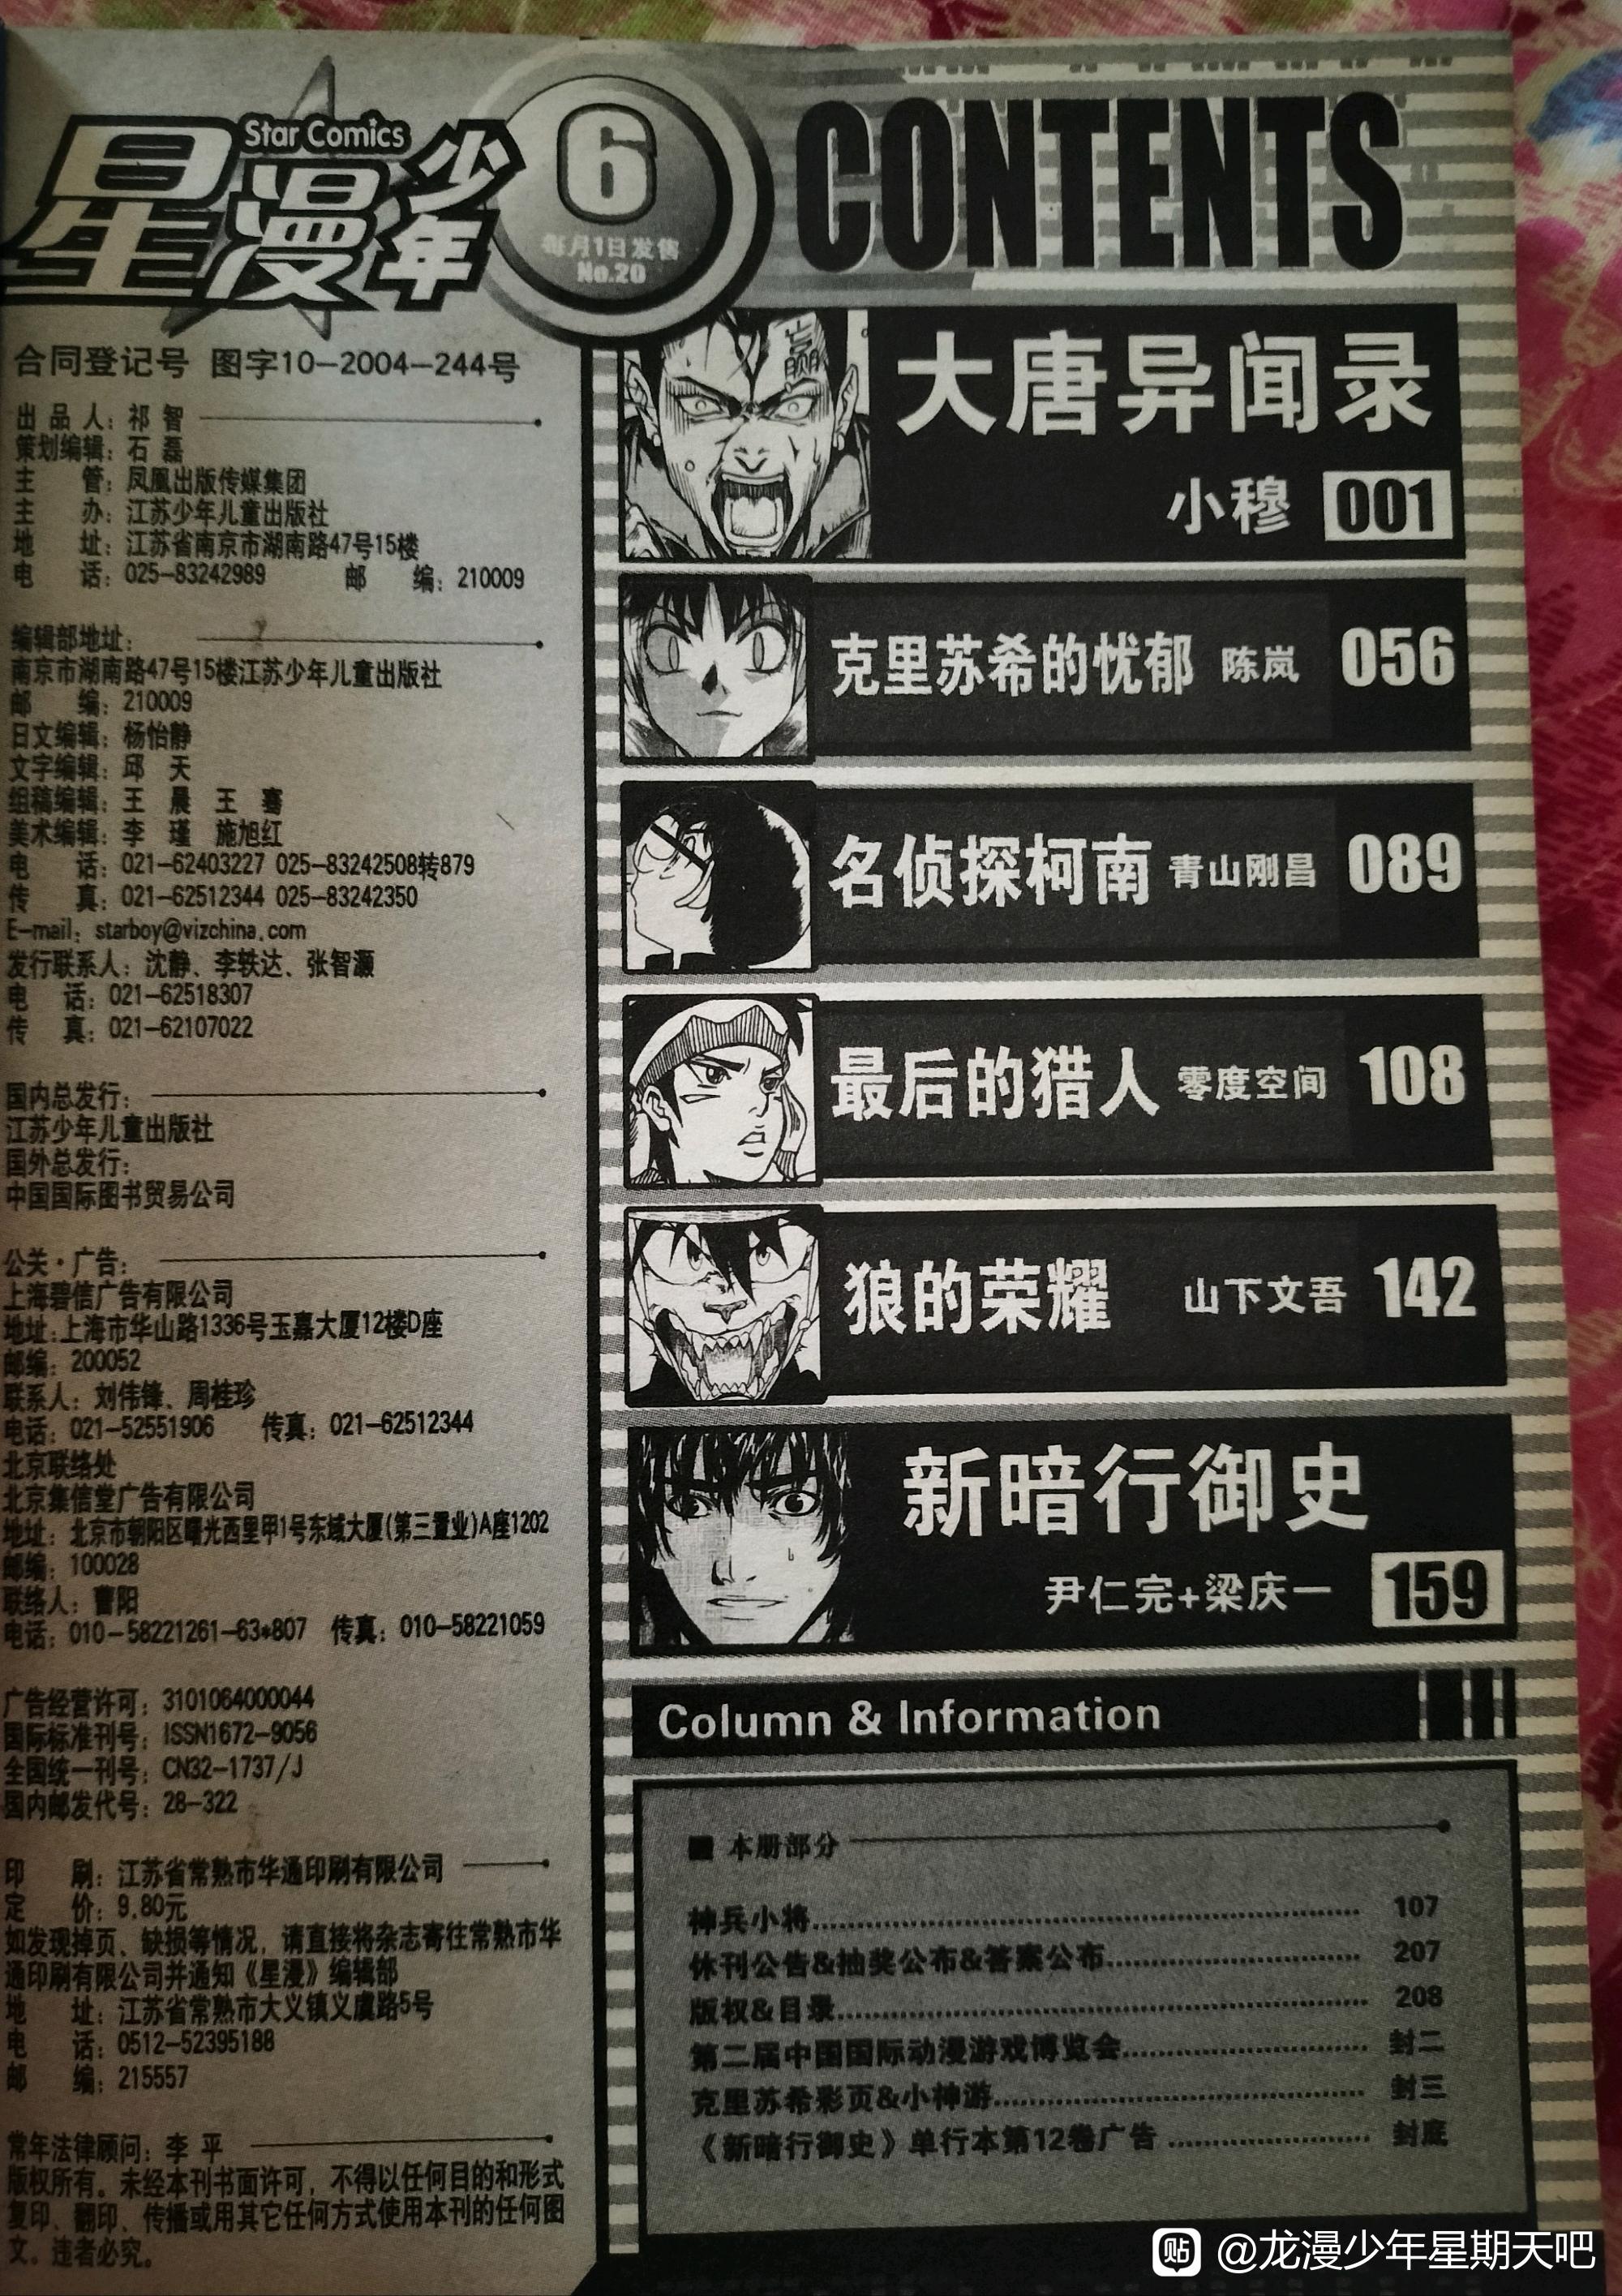 Star Comics
星漫少年
6
每月1日发售
No.20
合同登记号 图字10-2004-244号
出品人：祁智
策划编辑：石磊
主管：凤凰出版传媒集团
主办：江苏少年儿童出版社
地址：江苏省南京市湖南路47号15楼
电话：025-83242989 邮编：210009
编辑部地址：
南京市湖南路47号15楼江苏少年儿童出版社
邮编：210009
日文编辑：杨怡静
文字编辑：邱天
组稿编辑：王晨 王骞
美术编辑：李瑾 施旭红
电话：021-62403227 025-83242508转879
传真：021-62512344 025-83242350
E-mail：starboy@vizchina.com
发行联系人：沈静、李轶达、张智灏
电话：021-62518307
传真：021-62107022
国内总发行：
江苏少年儿童出版社
国外总发行：
中国国际图书贸易公司
公关·广告：
上海碧信广告有限公司
地址：上海市华山路1336号玉嘉大厦12楼D座
邮编：200052
联系人：刘伟锋、周桂珍
电话：021-52551906 传真：021-62512344
北京联络处
北京集信堂广告有限公司
地址：北京市朝阳区曙光西里甲1号东域大厦(第三置业)A座1202
邮编：100028
联络人：曹阳
电话：010-58221261-63*807 传真：010-58221059
广告经营许可：3101064000044
国际标准刊号：ISSN1672-9056
全国统一刊号：CN32-1737/J
国内邮发代号：28-322
印刷：江苏省常熟市华通印刷有限公司
定价：9.80元
如发现掉页、缺损等情况，请直接将杂志寄往常熟市华
通印刷有限公司并通知《星漫》编辑部
地址：江苏省常熟市大义镇义虞路5号
电话：0512-52395188
邮编：215557
常年法律顾问：李平
版权所有。未经本刊书面许可，不得以任何目的和形式
复印、翻印、传播或用其它任何方式使用本刊的任何图
文。违者必究。
CONTENTS
大唐异闻录
小穆 001
克里苏希的忧郁 陈岚 056
名侦探柯南 青山刚昌 089
最后的猎人 零度空间 108
狼的荣耀 山下文吾 142
新暗行御史
尹仁完+梁庆一 159
Column & Information
■ 本册部分
神兵小将 107
休刊公告&抽奖公布&答案公布 207
版权&目录 208
第二届中国国际动漫游戏博览会 封二
克里苏希彩页&小神游 封三
《新暗行御史》单行本第12卷广告 封底
贴 @龙漫少年星期天吧